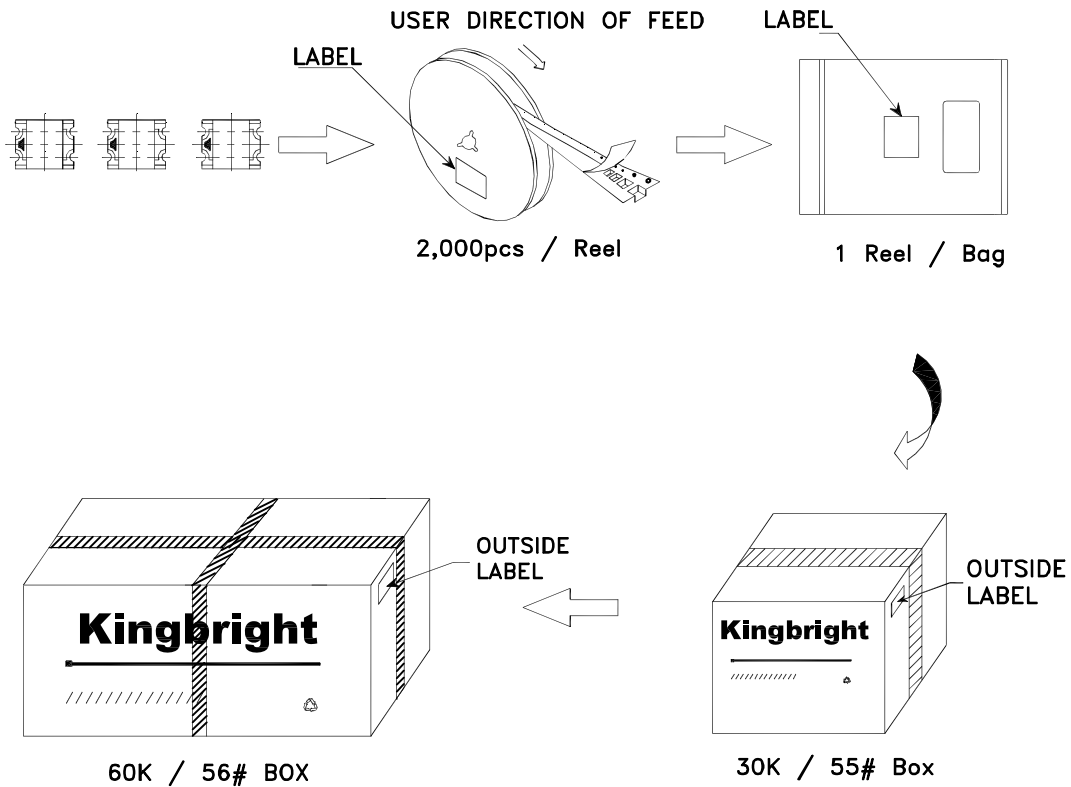 USER DIRECTION OF FEED
LABEL
LABEL
2,000pcs / Reel
1 Reel / Bag
OUTSIDE
LABEL
OUTSIDE
LABEL
Kingbright
Kingbright
60K / 56# BOX
30K / 55# Box